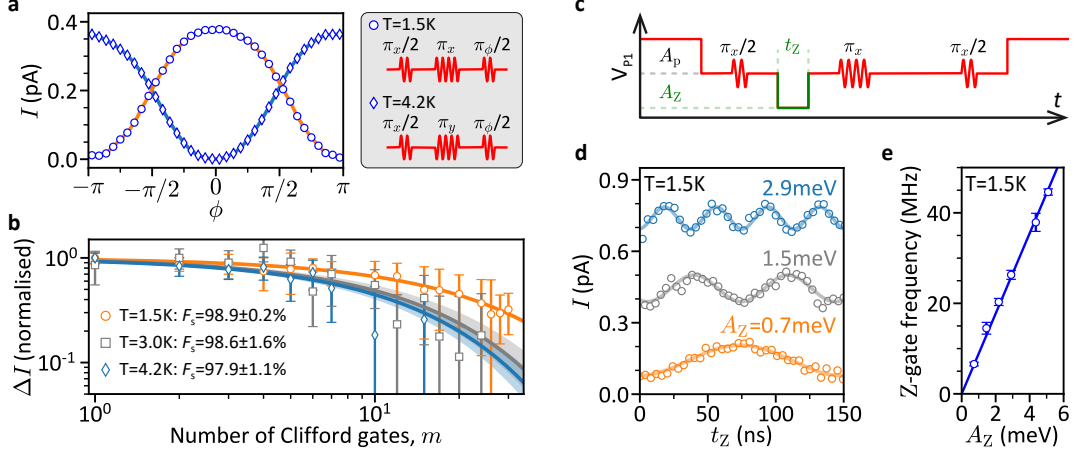 a
I (pA)
0.4
0.2
0.0
−π
−π/2
0
π/2
π
ϕ
T=1.5K
πx/2 πx πϕ/2
T=4.2K
πx/2 πy πϕ/2
b
ΔI (normalised)
10⁰
10⁻¹
T=1.5K: Fs=98.9±0.2%
T=3.0K: Fs=98.6±1.6%
T=4.2K: Fs=97.9±1.1%
10⁰
10¹
Number of Clifford gates, m
c
VP1
Ap
AZ
πx/2
tZ
πx
πx/2
t
d
T=1.5K
I (pA)
0.9
0.6
0.3
0.0
2.9meV
1.5meV
AZ=0.7meV
0 50 100 150
tZ (ns)
e
T=1.5K
Z-gate frequency (MHz)
40
20
0
0 2 4 6
AZ (meV)